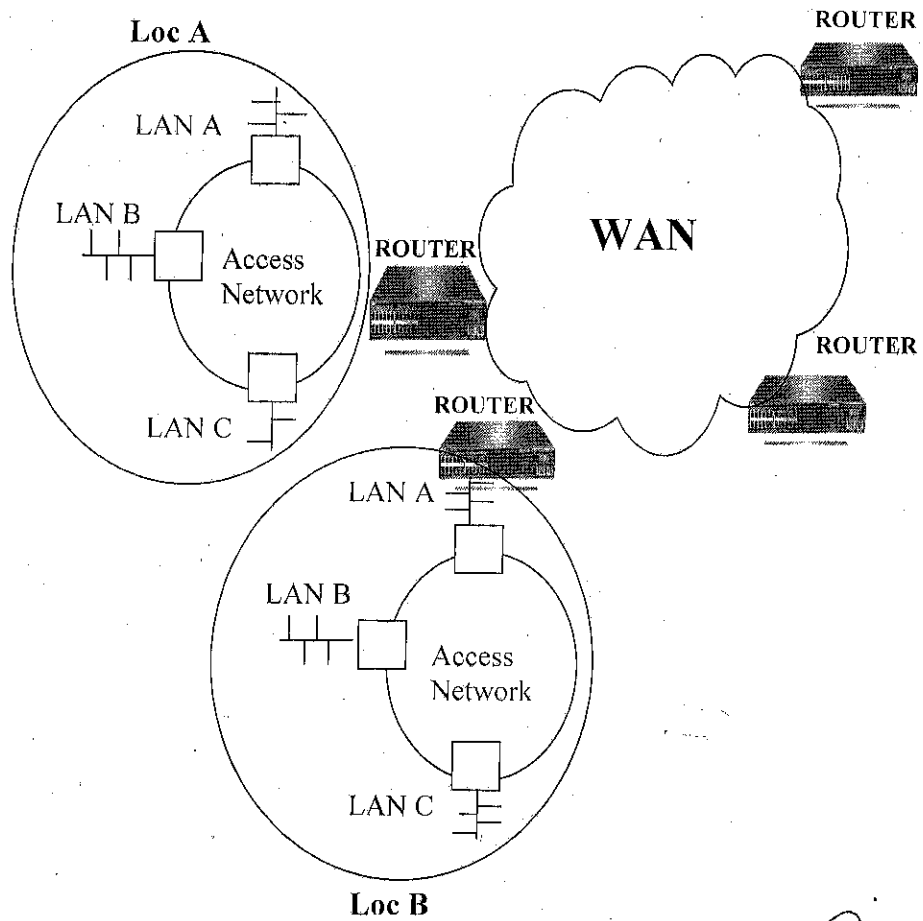 Loc A
ROUTER
LAN A
LAN B
Access
Network
LAN C
ROUTER
WAN
ROUTER
ROUTER
LAN A
LAN B
Access
Network
LAN C
Loc B